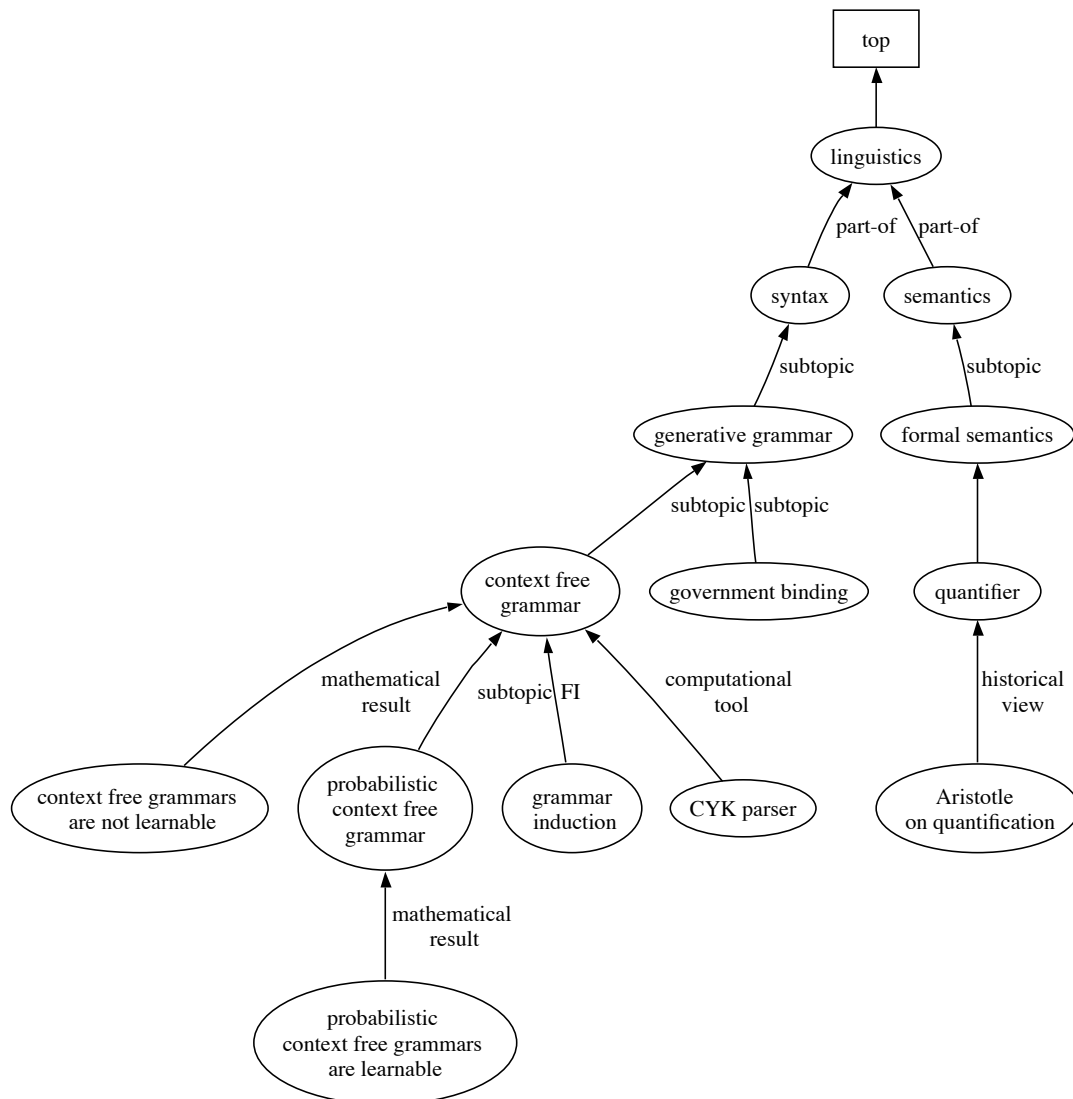 top
linguistics
part-of
part-of
syntax
semantics
subtopic
subtopic
generative grammar
formal semantics
subtopic
subtopic
context free
grammar
government binding
quantifier
mathematical
result
subtopic
FI
computational
tool
historical
view
context free grammars
are not learnable
probabilistic
context free
grammar
grammar
induction
CYK parser
Aristotle
on quantification
mathematical
result
probabilistic
context free grammars
are learnable